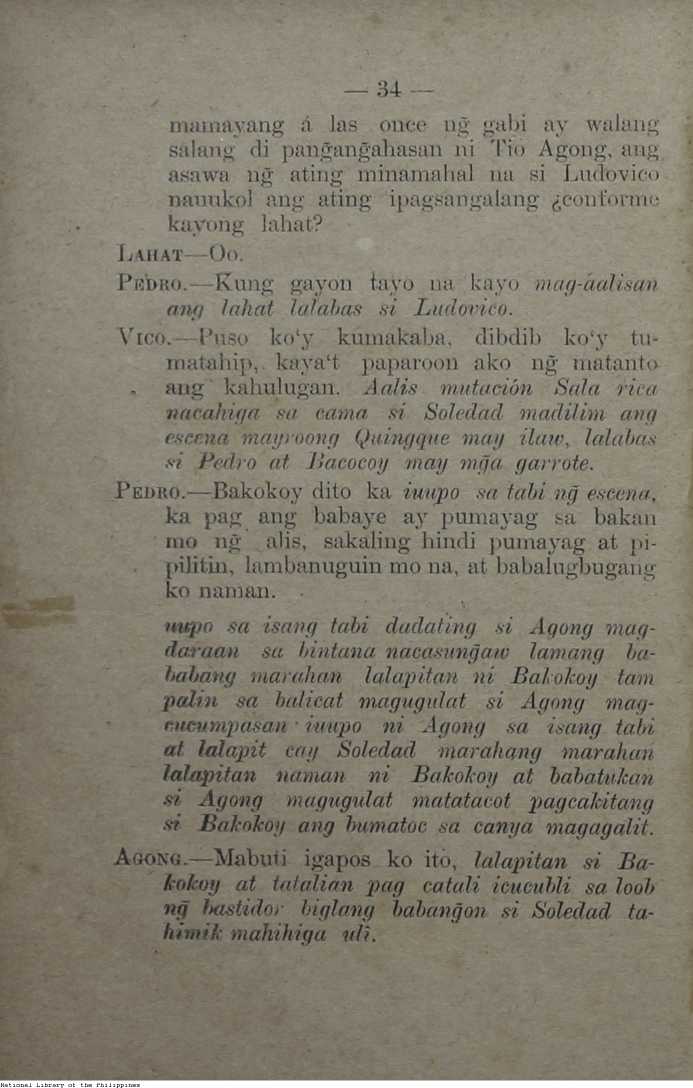 — 34 —
mamayang á las once ng̃ gabi ay walang
salang di pang̃ang̃ahasan ni Tio Agong, ang
asawa ng̃ ating minamahal na si Ludovico
nauukol ang ating ipagsangalang ¿conforme
kayong lahat?
LAHAT—Oo.
PEDRO.—Kung gayon tayo na kayo mag-áalisan
ang lahat lalabas si Ludovico.
VICO.—Puso ko‘y kumakaba, dibdib ko‘y tu-
matahip, kaya‘t paparoon ako ng̃ matanto
ang kahulugan. Aalis mutación Sala rica
nacahiga sa cama si Soledad madilim ang
escena mayroong Quingque may ilaw, lalabas
si Pedro at Bacocoy may mg̃a garrote.
PEDRO.—Bakokoy dito ka iuupo sa tabi ng̃ escena,
ka pag ang babaye ay pumayag sa bakan
mo ng̃ alis, sakaling hindi pumayag at pi-
pilitin, lambanuguin mo na, at babalugbugang
ko naman.
uupo sa isang tabi dadating si Agong mag-
daraan sa bintana nacasung̃aw lamang ba-
babang marahan lalapitan ni Bakokoy tam
palin sa balicat magugulat si Agong mag-
cucumpasan iuupo ni Agong sa isang tabi
at lalapit cay Soledad marahang marahan
lalapitan naman ni Bakokoy at babatukan
si Agong magugulat matatacot pagcakitang
si Bakokoy ang bumatoc sa canya magagalit.
AGONG.—Mabuti igapos ko ito, lalapitan si Ba-
kokoy at tatalian pag catali icucubli sa loob
ng̃ bastidor biglang babang̃on si Soledad ta-
himik mahihiga uli.
National Library of the Philippines